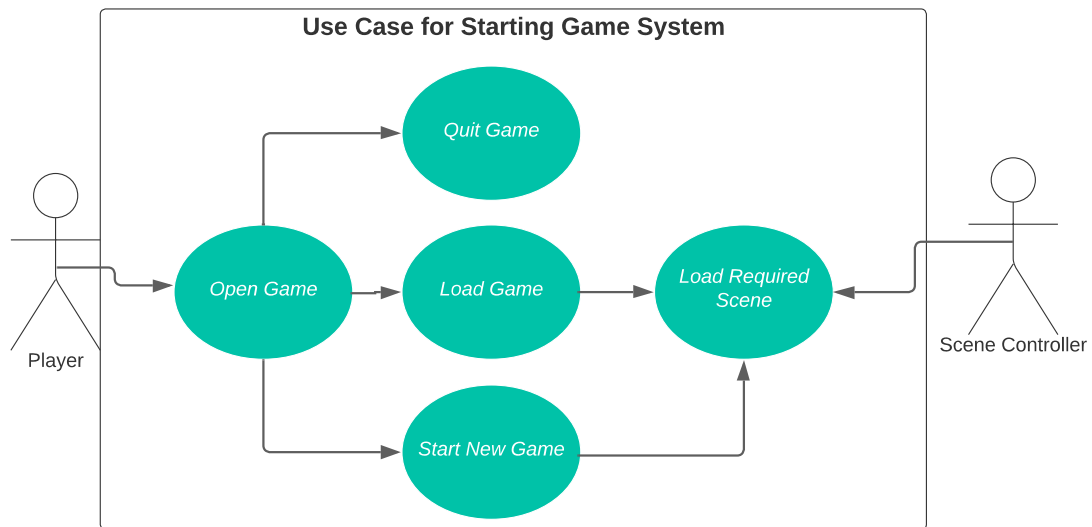 Use Case for Starting Game System
Quit Game
Open Game
Load Game
Load Required
Scene
Start New Game
Player
Scene Controller